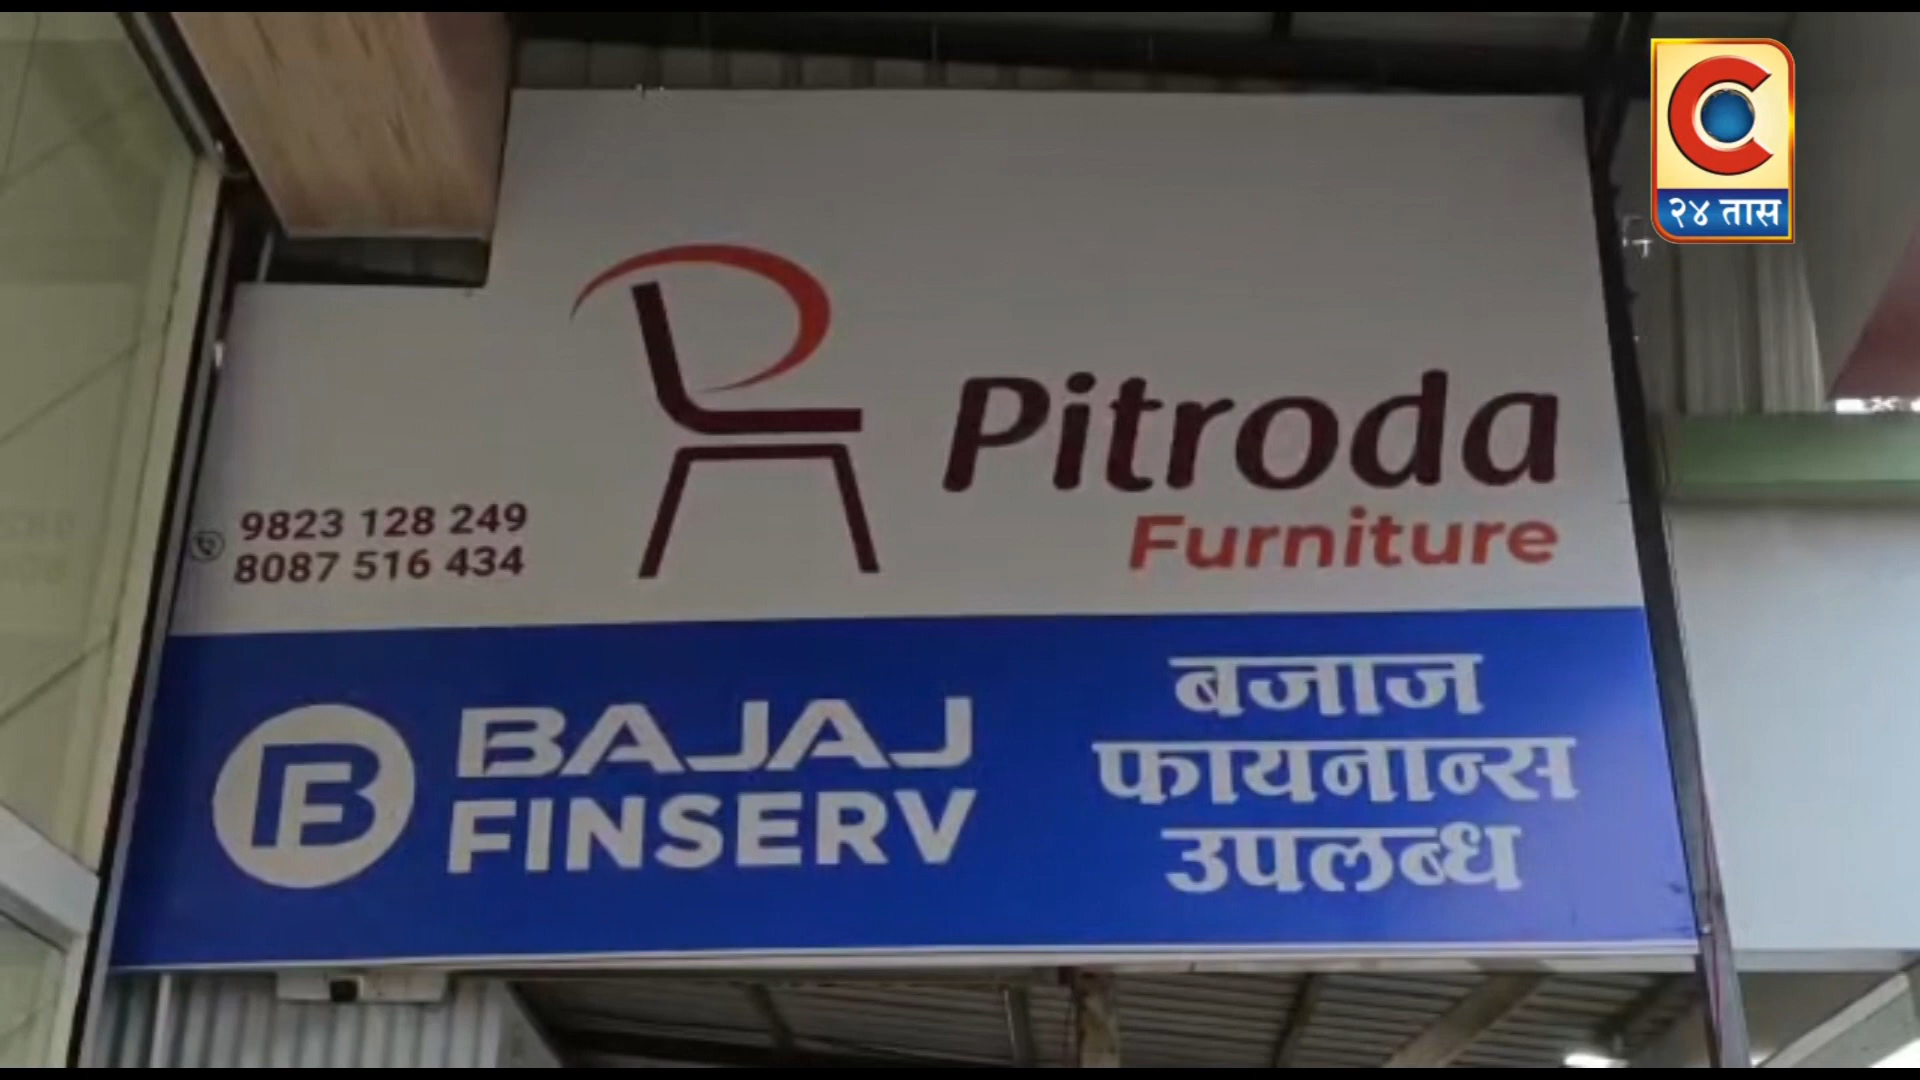 C
२४ तास
Pitroda
Furniture
9823 128 249
8087 516 434
BAJAJ
FINSERV
बजाज
फायनान्स
उपलब्ध